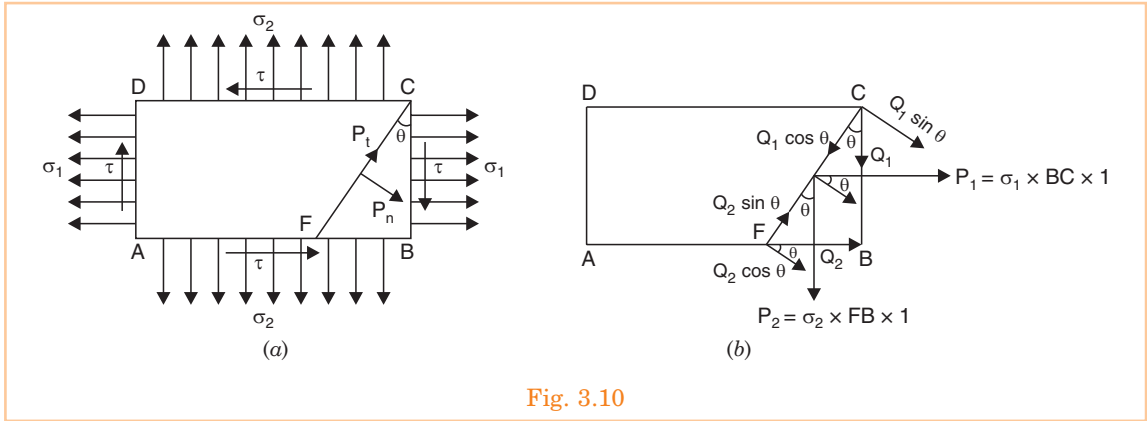 σ₂
D
τ
C
θ
Pₜ
σ₁
τ
τ
σ₁
Pₙ
F
A
τ
B
σ₂
(a)
D
C
Q₁ sin θ
Q₁ cos θ
θ
Q₁
θ
P₁ = σ₁ × BC × 1
Q₂ sin θ
θ
F
θ
A
Q₂
B
Q₂ cos θ
P₂ = σ₂ × FB × 1
(b)
Fig. 3.10